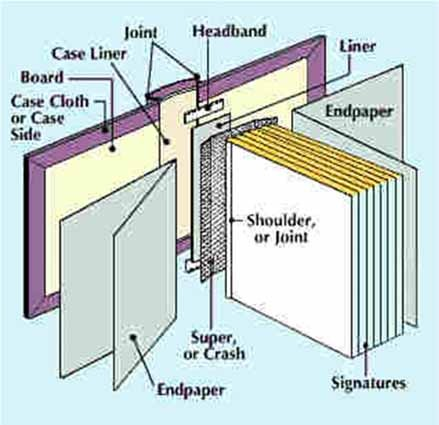 Joint
Headband
Case Liner
Liner
Board
Case Cloth
or Case
Side
Endpaper
Shoulder,
or Joint
Super,
or Crash
Endpaper
Signatures